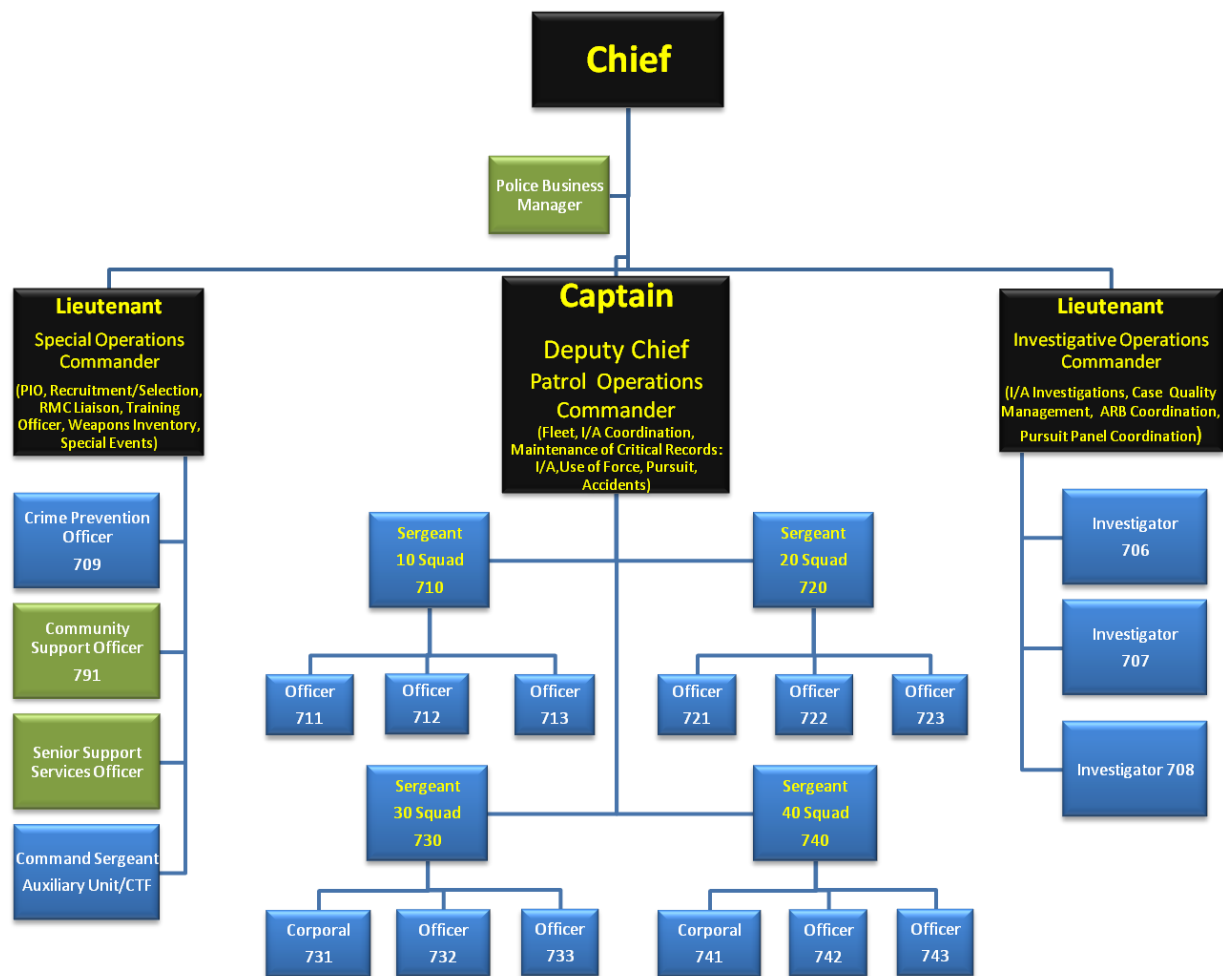 Chief
Police Business
Manager
Lieutenant
Special Operations
Commander
(PIO, Recruitment/Selection,
RMC Liaison, Training
Officer, Weapons Inventory,
Special Events)
Captain
Deputy Chief
Patrol Operations
Commander
(Fleet, I/A Coordination,
Maintenance of Critical Records:
I/A,Use of Force, Pursuit,
Accidents)
Lieutenant
Investigative Operations
Commander
(I/A Investigations, Case Quality
Management, ARB Coordination,
Pursuit Panel Coordination)
Crime Prevention
Officer
709
Community
Support Officer
791
Senior Support
Services Officer
Command Sergeant
Auxiliary Unit/CTF
Sergeant
10 Squad
710
Sergeant
20 Squad
720
Officer
711
Officer
712
Officer
713
Officer
721
Officer
722
Officer
723
Sergeant
30 Squad
730
Sergeant
40 Squad
740
Corporal
731
Officer
732
Officer
733
Corporal
741
Officer
742
Officer
743
Investigator
706
Investigator
707
Investigator 708